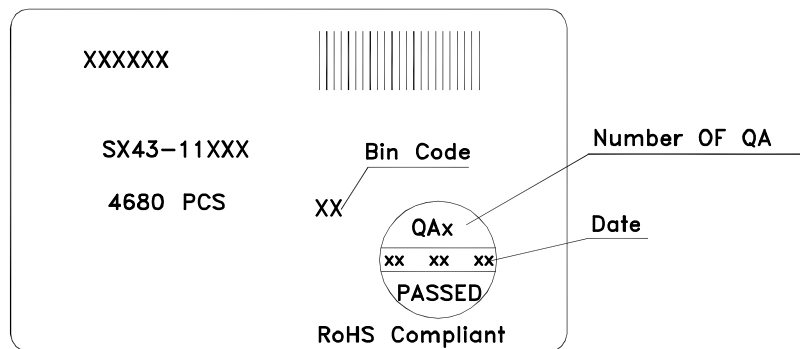 XXXXXX
SX43-11XXX
4680 PCS
Bin Code
XX
Number OF QA
QAx
Date
xx xx xx
PASSED
RoHS Compliant